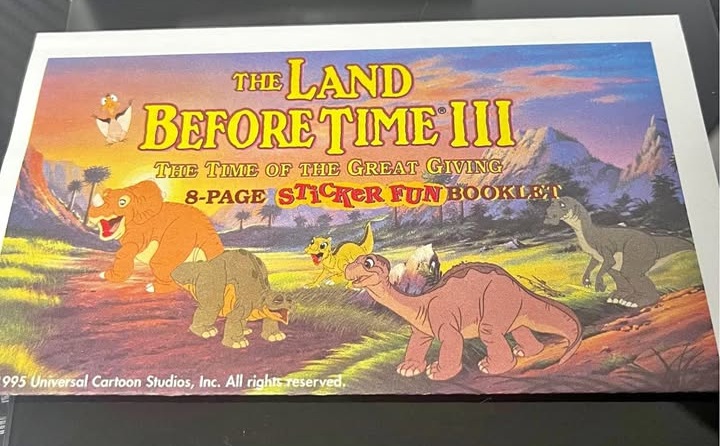 THE LAND
BEFORE TIME® III
THE TIME OF THE GREAT GIVING
8-PAGE STICKER FUN BOOKLET
995 Universal Cartoon Studios, Inc. All rights reserved.